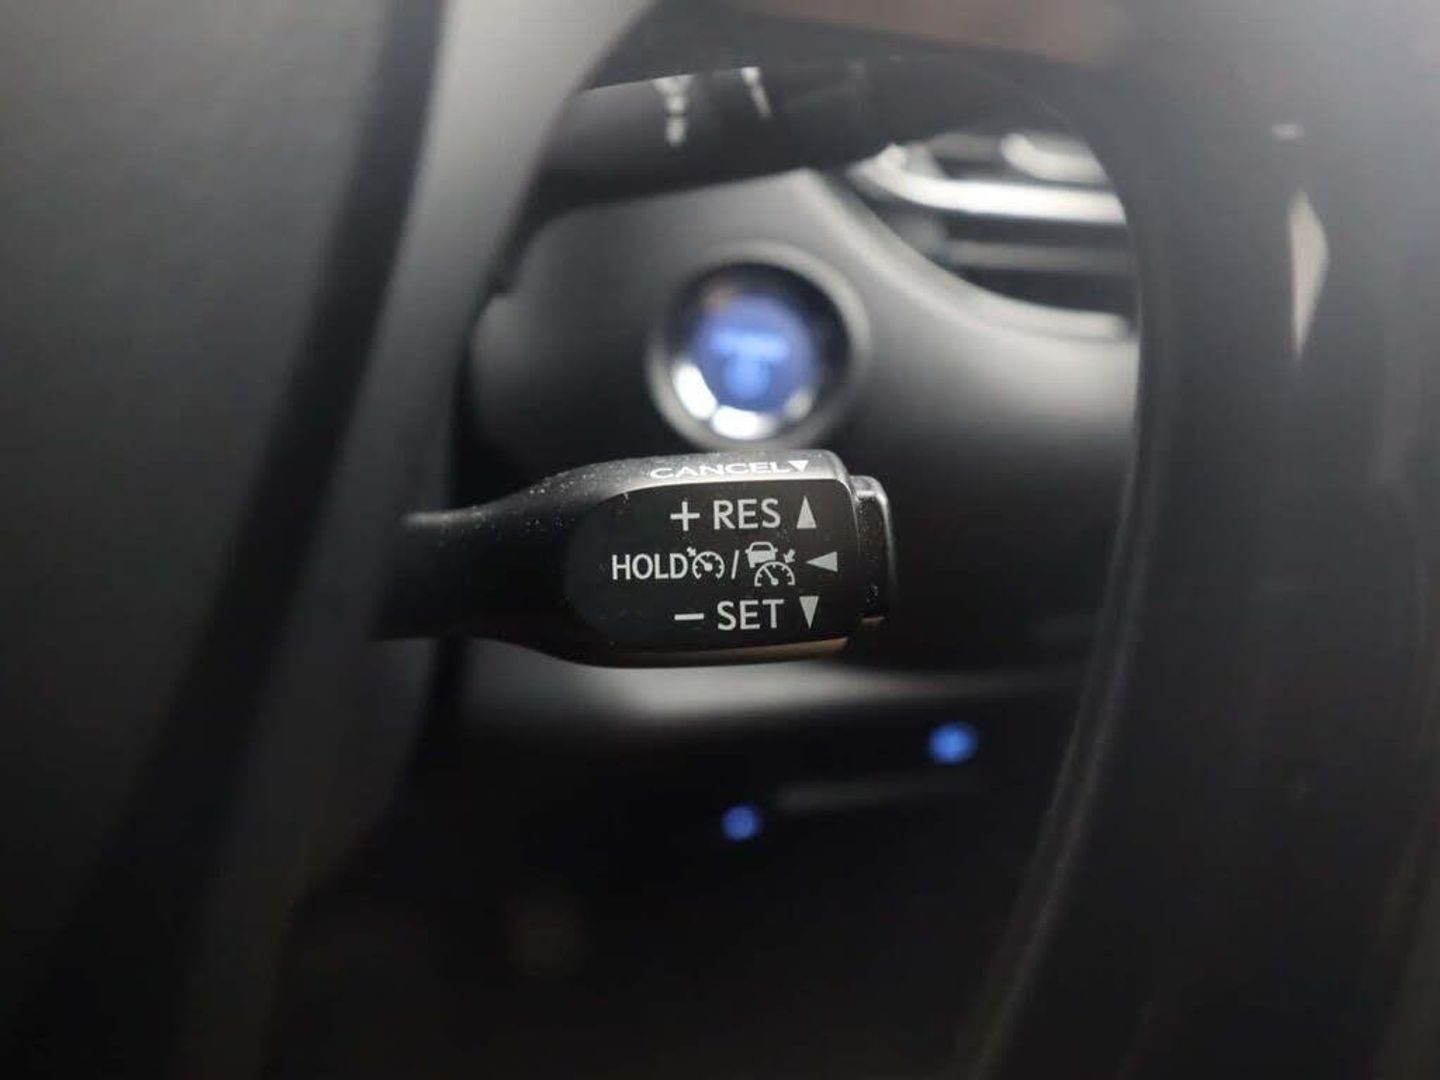 CANCEL
+ RES
HOLD /
- SET